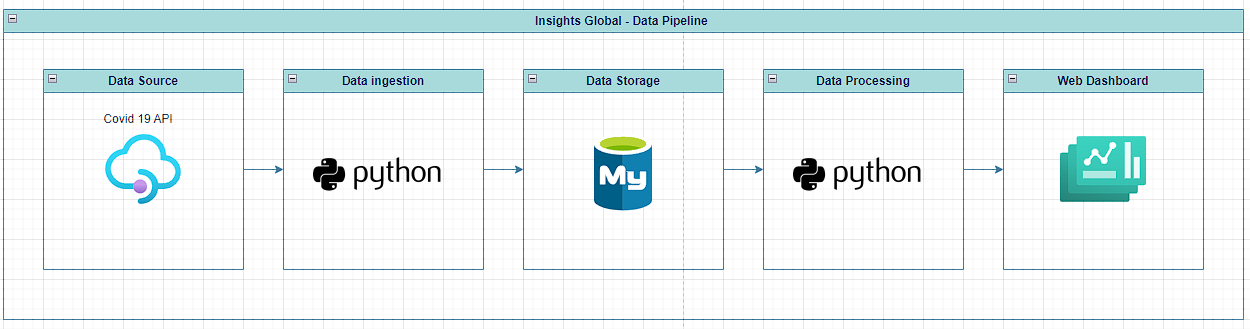 Insights Global - Data Pipeline
Data Source
Data ingestion
Data Storage
Data Processing
Web Dashboard
Covid 19 API
python
My
python